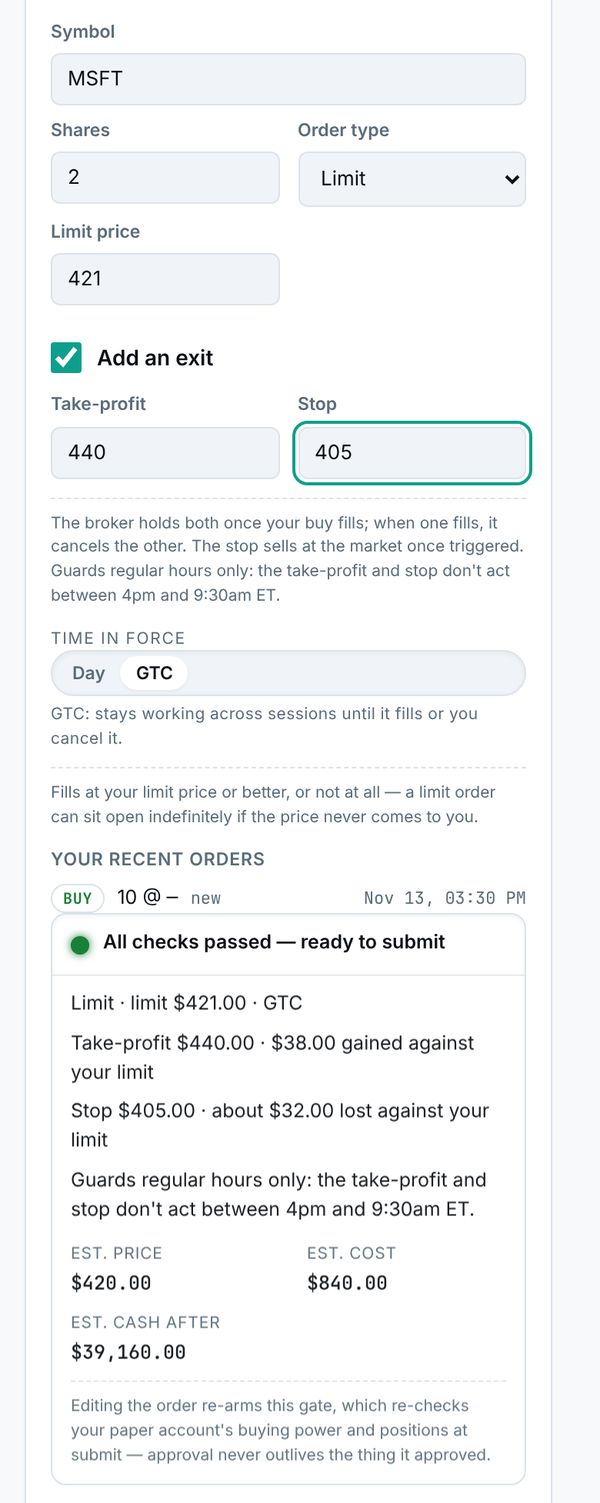 Symbol
MSFT
Shares
Order type
2
Limit
Limit price
421
Add an exit
Take-profit
Stop
440
405
The broker holds both once your buy fills; when one fills, it
cancels the other. The stop sells at the market once triggered.
Guards regular hours only: the take-profit and stop don't act
between 4pm and 9:30am ET.
TIME IN FORCE
Day GTC
GTC: stays working across sessions until it fills or you
cancel it.
Fills at your limit price or better, or not at all — a limit order
can sit open indefinitely if the price never comes to you.
YOUR RECENT ORDERS
BUY 10 @ — new Nov 13, 03:30 PM
All checks passed — ready to submit
Limit · limit $421.00 · GTC
Take-profit $440.00 · $38.00 gained against
your limit
Stop $405.00 · about $32.00 lost against your
limit
Guards regular hours only: the take-profit and
stop don't act between 4pm and 9:30am ET.
EST. PRICE
EST. COST
$420.00
$840.00
EST. CASH AFTER
$39,160.00
Editing the order re-arms this gate, which re-checks
your paper account's buying power and positions at
submit — approval never outlives the thing it approved.